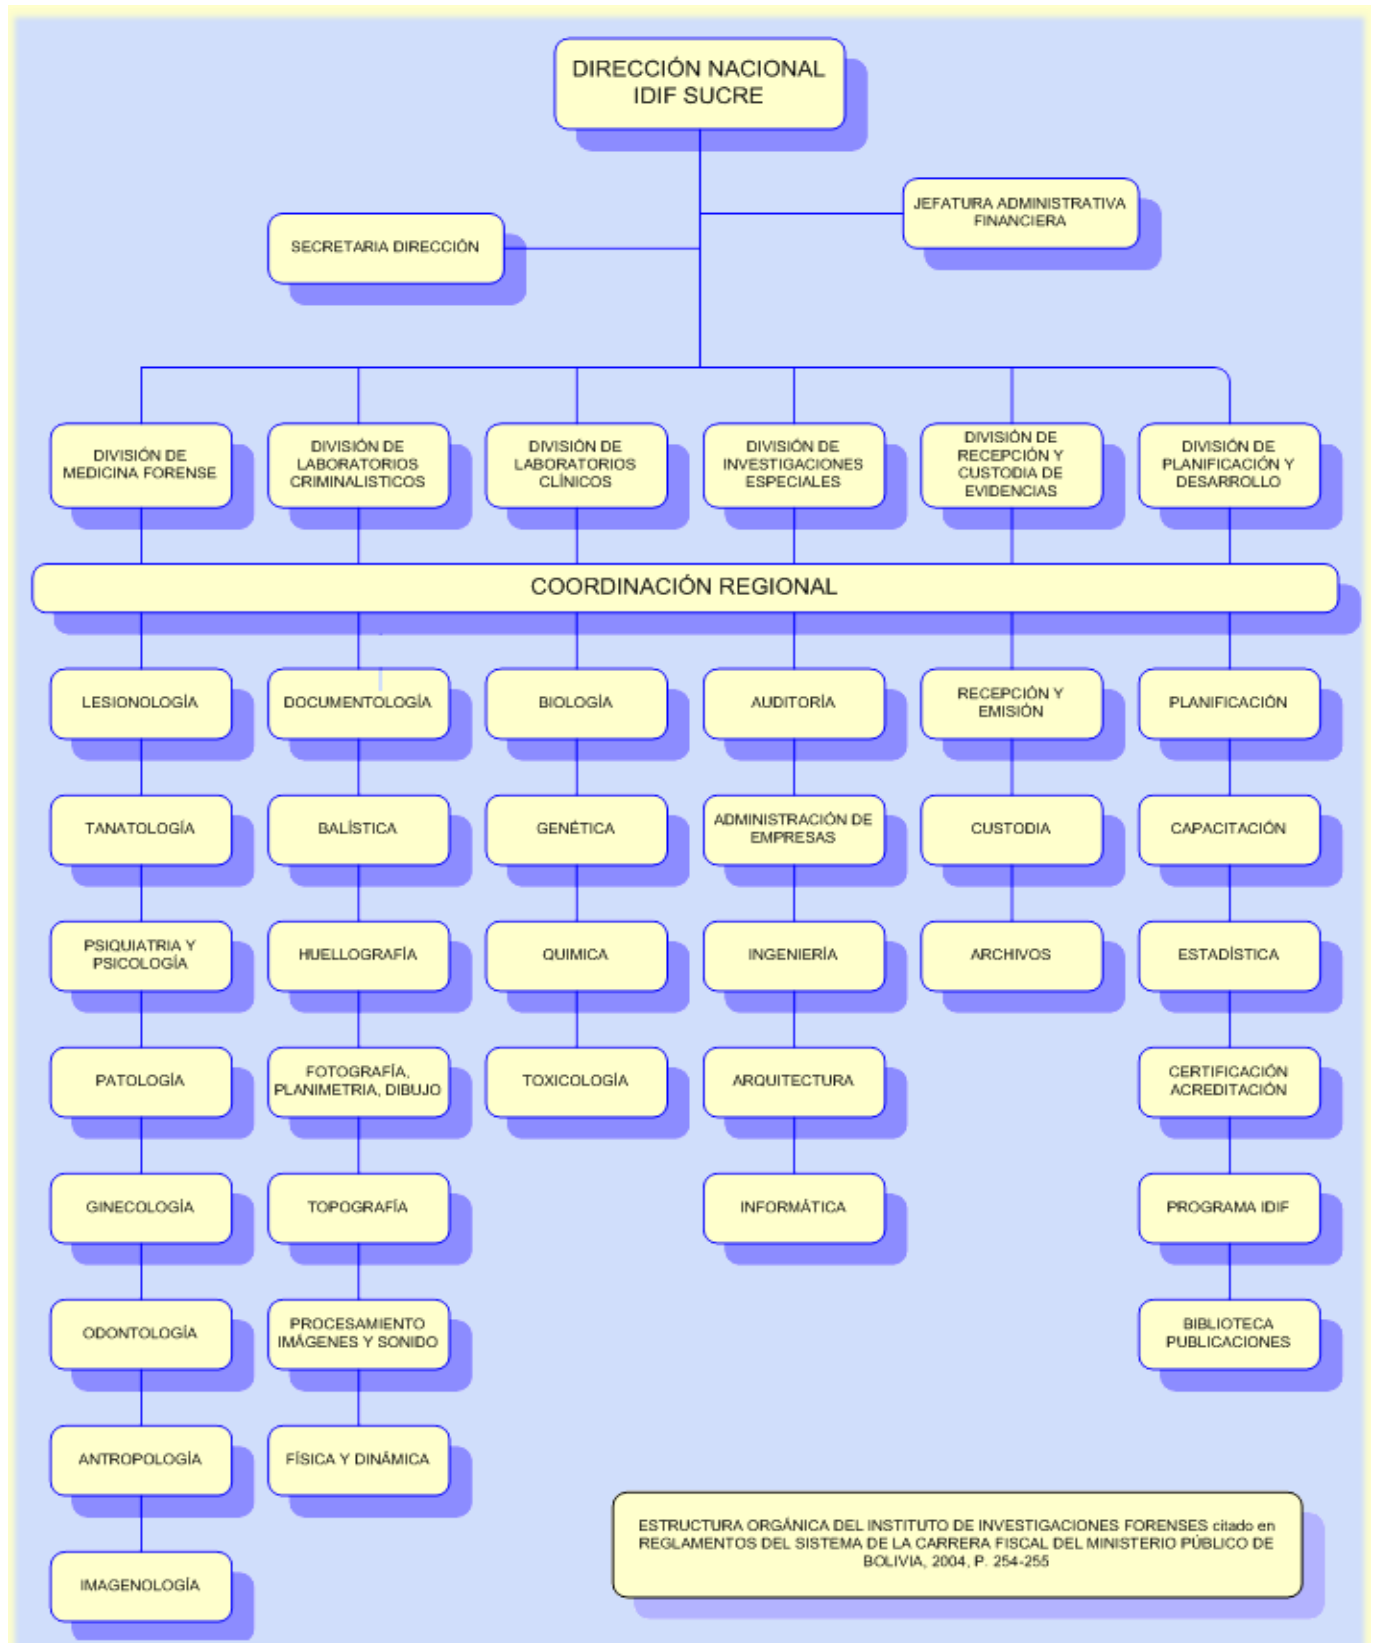 DIRECCIÓN NACIONAL
IDIF SUCRE
JEFATURA ADMINISTRATIVA
FINANCIERA
SECRETARIA DIRECCIÓN
DIVISIÓN DE
MEDICINA FORENSE
DIVISIÓN DE
LABORATORIOS
CRIMINALISTICOS
DIVISIÓN DE
LABORATORIOS
CLÍNICOS
DIVISIÓN DE
INVESTIGACIONES
ESPECIALES
DIVISIÓN DE
RECEPCIÓN Y
CUSTODIA DE
EVIDENCIAS
DIVISIÓN DE
PLANIFICACIÓN Y
DESARROLLO
COORDINACIÓN REGIONAL
LESIONOLOGÍA
DOCUMENTOLOGÍA
BIOLOGÍA
AUDITORÍA
RECEPCIÓN Y
EMISIÓN
PLANIFICACIÓN
TANATOLOGÍA
BALÍSTICA
GENÉTICA
ADMINISTRACIÓN DE
EMPRESAS
CUSTODIA
CAPACITACIÓN
PSIQUIATRIA Y
PSICOLOGÍA
HUELLOGRAFÍA
QUIMICA
INGENIERÍA
ARCHIVOS
ESTADÍSTICA
PATOLOGÍA
FOTOGRAFÍA,
PLANIMETRIA, DIBUJO
TOXICOLOGÍA
ARQUITECTURA
CERTIFICACIÓN
ACREDITACIÓN
GINECOLOGÍA
TOPOGRAFÍA
INFORMÁTICA
PROGRAMA IDIF
ODONTOLOGÍA
PROCESAMIENTO
IMÁGENES Y SONIDO
BIBLIOTECA
PUBLICACIONES
ANTROPOLOGÍA
FÍSICA Y DINÁMICA
IMAGENOLOGÍA
ESTRUCTURA ORGÁNICA DEL INSTITUTO DE INVESTIGACIONES FORENSES citado en
REGLAMENTOS DEL SISTEMA DE LA CARRERA FISCAL DEL MINISTERIO PÚBLICO DE
BOLIVIA, 2004, P. 254-255